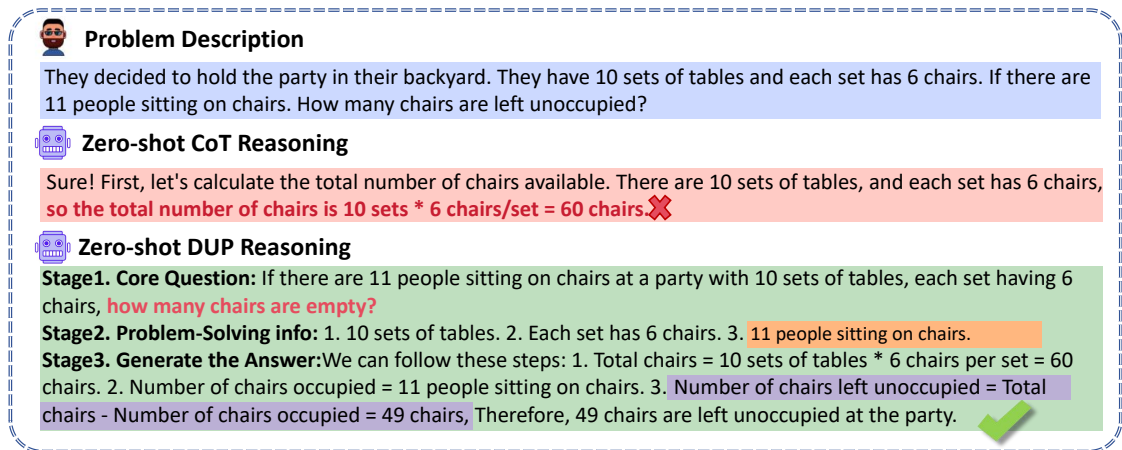 Problem Description
They decided to hold the party in their backyard. They have 10 sets of tables and each set has 6 chairs. If there are
11 people sitting on chairs. How many chairs are left unoccupied?
Zero-shot CoT Reasoning
Sure! First, let's calculate the total number of chairs available. There are 10 sets of tables, and each set has 6 chairs,
so the total number of chairs is 10 sets * 6 chairs/set = 60 chairs.
Zero-shot DUP Reasoning
Stage1. Core Question: If there are 11 people sitting on chairs at a party with 10 sets of tables, each set having 6
chairs, how many chairs are empty?
Stage2. Problem-Solving info: 1. 10 sets of tables. 2. Each set has 6 chairs. 3. 11 people sitting on chairs.
Stage3. Generate the Answer:We can follow these steps: 1. Total chairs = 10 sets of tables * 6 chairs per set = 60
chairs. 2. Number of chairs occupied = 11 people sitting on chairs. 3. Number of chairs left unoccupied = Total
chairs - Number of chairs occupied = 49 chairs, Therefore, 49 chairs are left unoccupied at the party.